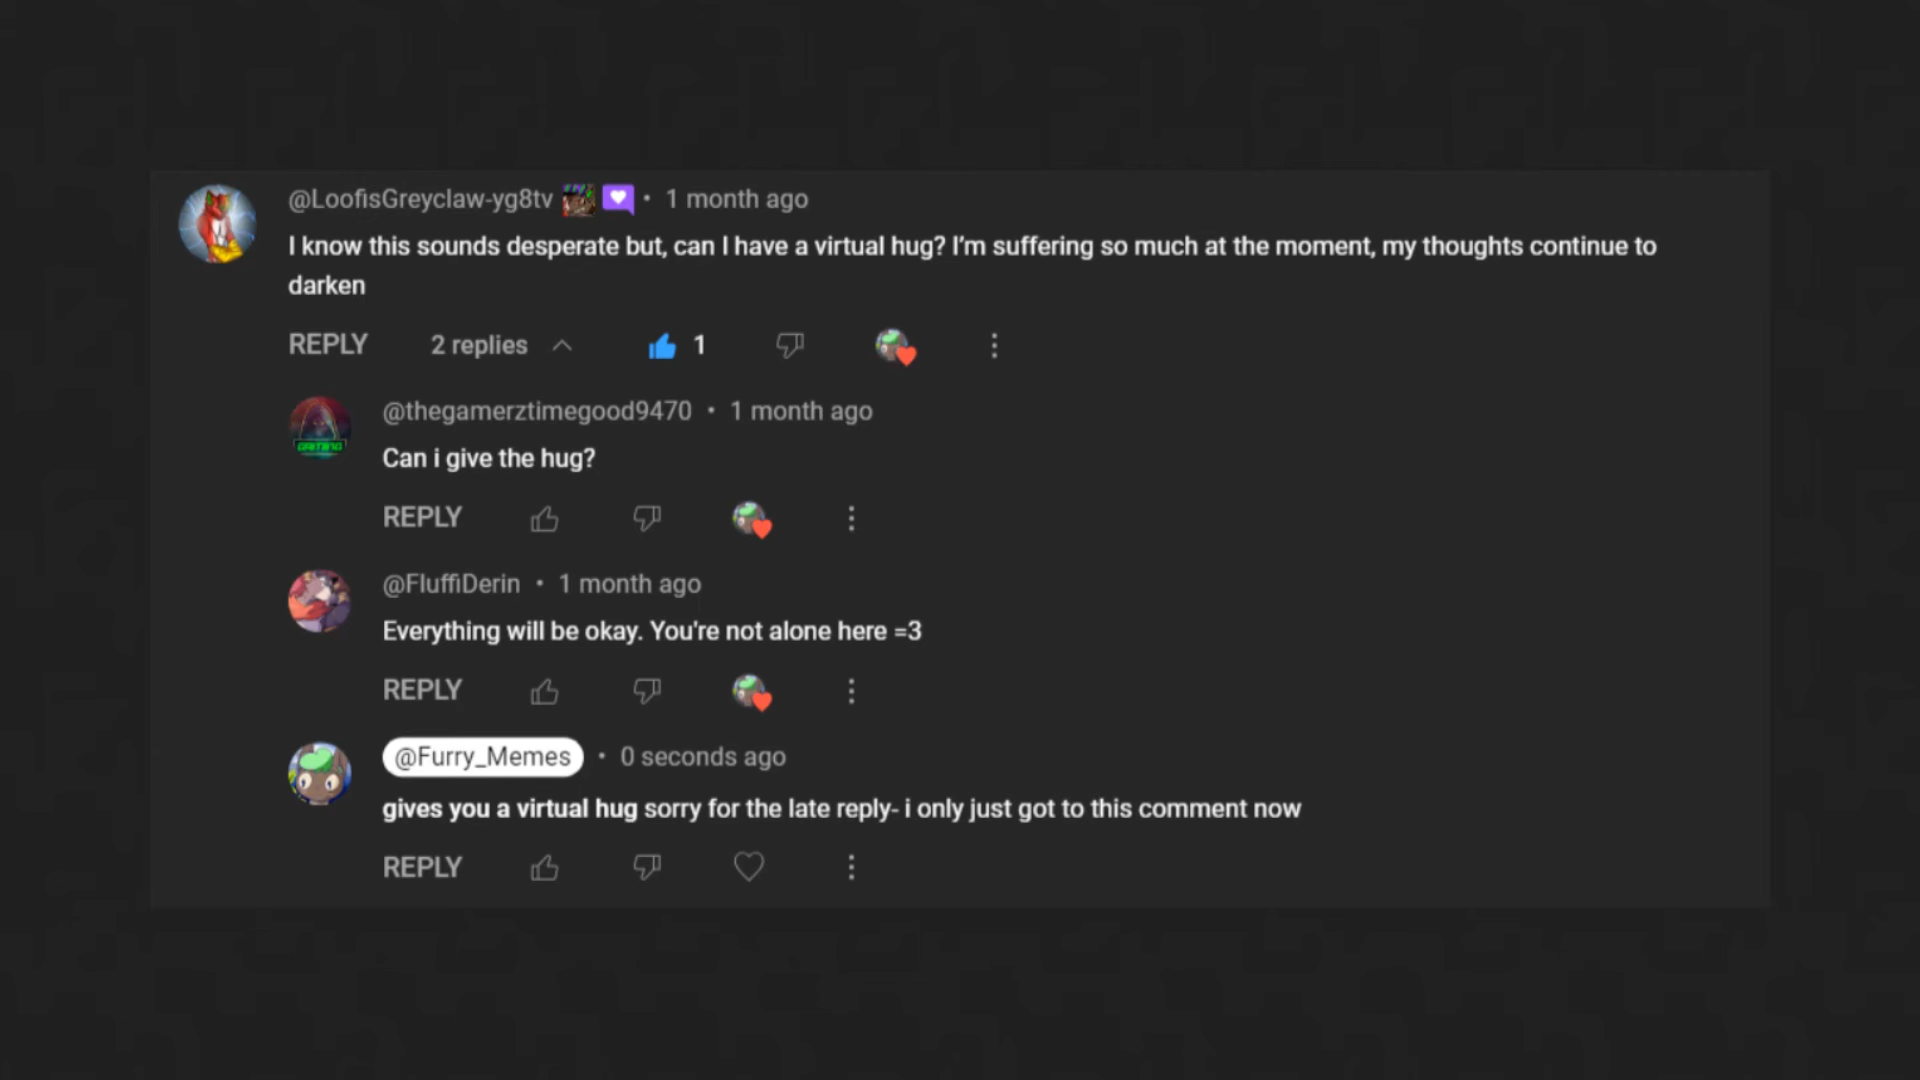 @LoofisGreyclaw-yg8tv • 1 month ago
I know this sounds desperate but, can I have a virtual hug? I'm suffering so much at the moment, my thoughts continue to
darken
REPLY 2 replies 1
@thegamerztimegood9470 • 1 month ago
Can i give the hug?
REPLY
@FluffiDerin • 1 month ago
Everything will be okay. You're not alone here =3
REPLY
@Furry_Memes • 0 seconds ago
gives you a virtual hug sorry for the late reply- i only just got to this comment now
REPLY